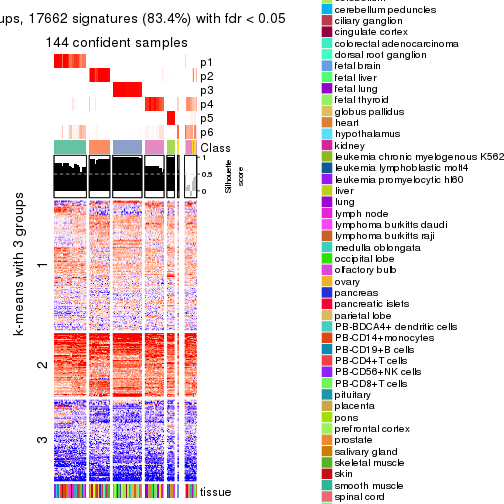 ups, 17662 signatures (83.4%) with fdr < 0.05
144 confident samples
p1
p2
p3
p4
p5
p6
Class
1
0.5
0
Silhouette
score
k-means with 3 groups
1
2
3
tissue
cerebellum peduncles
ciliary ganglion
cingulate cortex
colorectal adenocarcinoma
dorsal root ganglion
fetal brain
fetal liver
fetal lung
fetal thyroid
globus pallidus
heart
hypothalamus
kidney
leukemia chronic myelogenous K562
leukemia lymphoblastic molt4
leukemia promyelocytic hl60
liver
lung
lymph node
lymphoma burkitts daudi
lymphoma burkitts raji
medulla oblongata
occipital lobe
olfactory bulb
ovary
pancreas
pancreatic islets
parietal lobe
PB-BDCA4+ dendritic cells
PB-CD14+monocytes
PB-CD19+B cells
PB-CD4+T cells
PB-CD56+NK cells
PB-CD8+T cells
pituitary
placenta
pons
prefrontal cortex
prostate
salivary gland
skeletal muscle
skin
smooth muscle
spinal cord